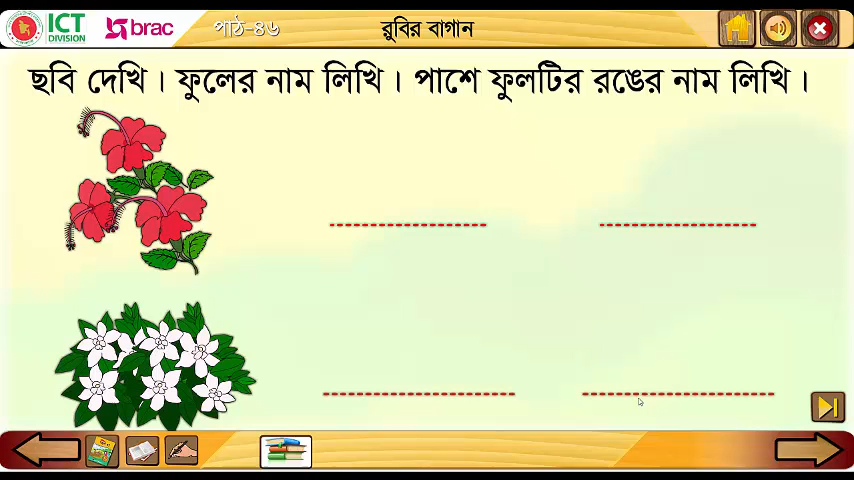 ICT
DIVISION
brac
পাঠ-৪৬
রুবির বাগান
ছবি দেখি। ফুলের নাম লিখি। পাশে ফুলটির রঙের নাম লিখি।